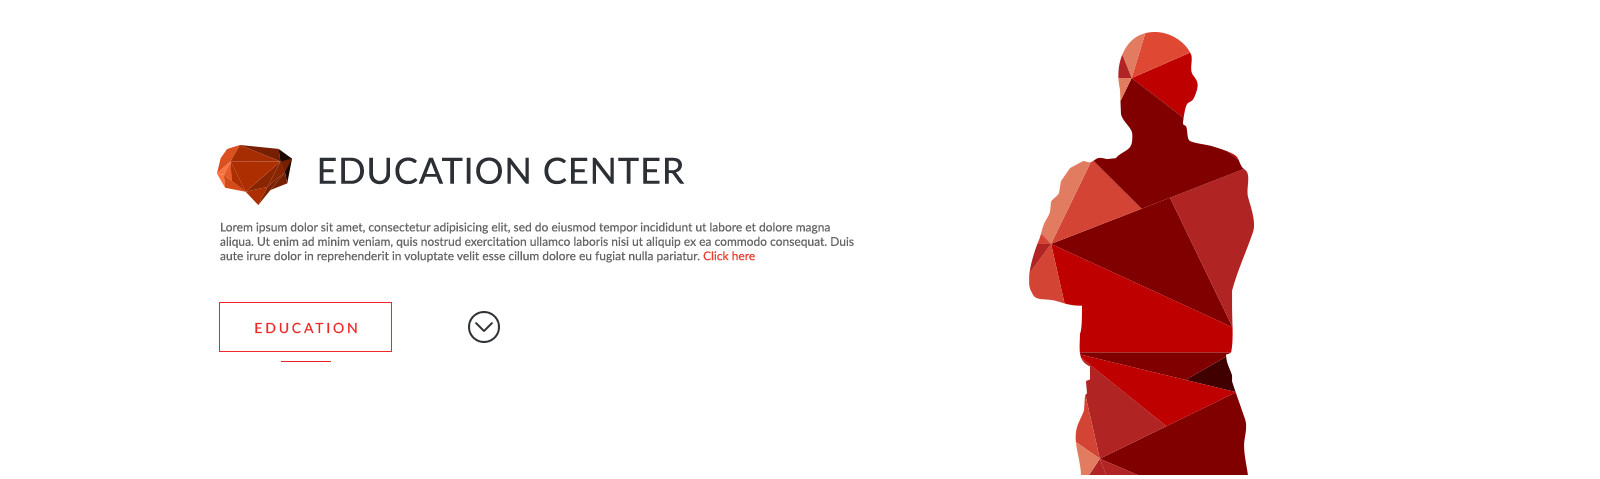 EDUCATION CENTER
Lorem ipsum dolor sit amet, consectetur adipisicing elit, sed do eiusmod tempor incididunt ut labore et dolore magna
aliqua. Ut enim ad minim veniam, quis nostrud exercitation ullamco laboris nisi ut aliquip ex ea commodo consequat. Duis
aute irure dolor in reprehenderit in voluptate velit esse cillum dolore eu fugiat nulla pariatur. Click here
EDUCATION